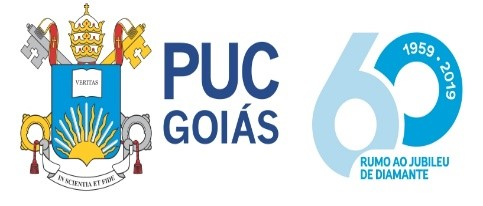 VERITAS
IN SCIENTIA ET FIDE
PUC
GOIÁS
60
1959 • 2019
RUMO AO JUBILEU
DE DIAMANTE